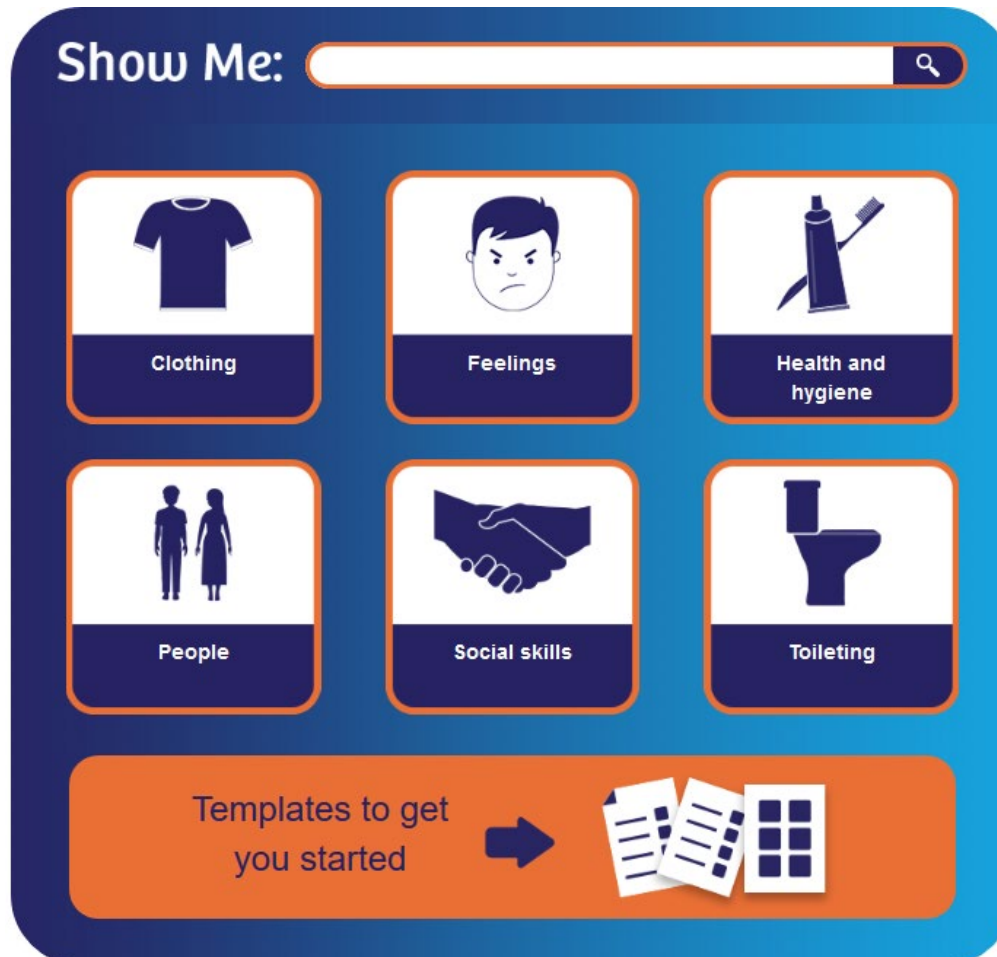 Show Me:
Clothing
Feelings
Health and
hygiene
People
Social skills
Toileting
Templates to get
you started